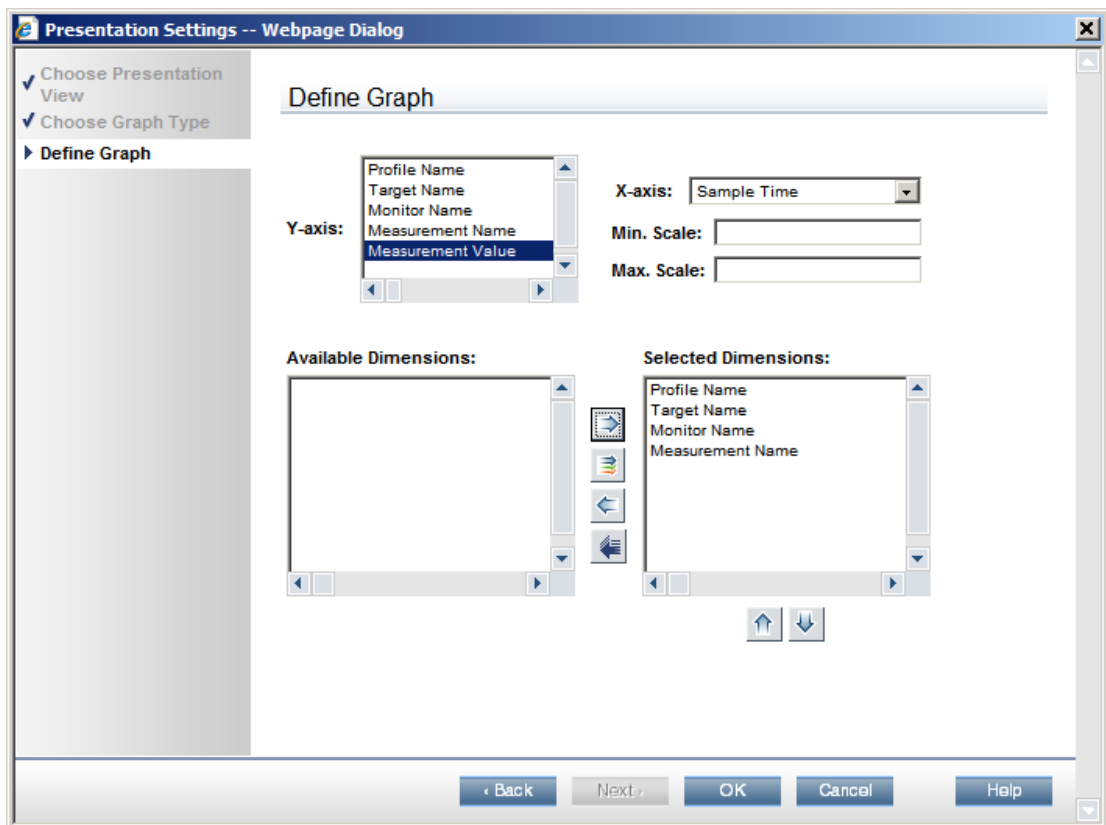 Presentation Settings -- Webpage Dialog
Choose Presentation
View
Choose Graph Type
Define Graph
Define Graph
Y-axis:
Profile Name
Target Name
Monitor Name
Measurement Name
Measurement Value
X-axis: Sample Time
Min. Scale:
Max. Scale:
Available Dimensions:
Selected Dimensions:
Profile Name
Target Name
Monitor Name
Measurement Name
‹ Back
Next ›
OK
Cancel
Help